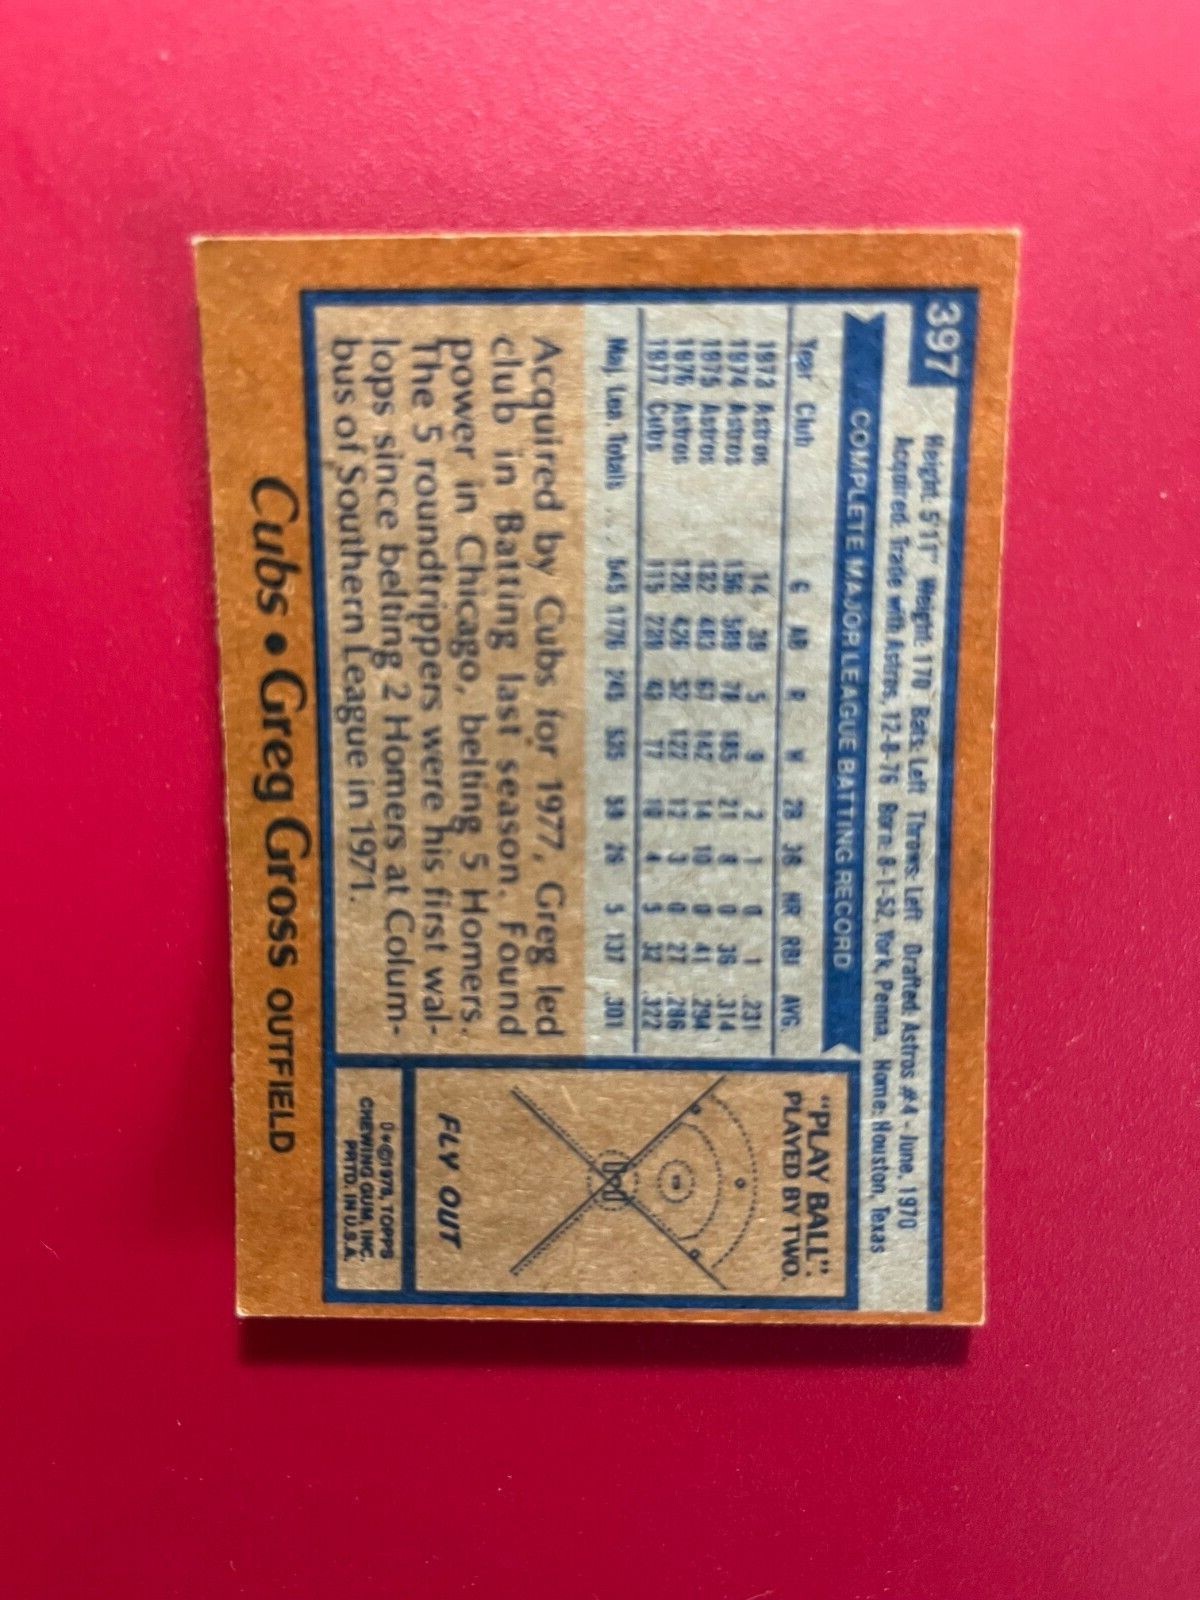 397
Height: 5'11" Weight: 170 Bats: Left Throws: Left Drafted: Astros #4 - June, 1970
Acquired: Trade with Astros, 12-8-76 Born: 8-1-52, York, Penna. Home: Houston, Texas
COMPLETE MAJOR LEAGUE BATTING RECORD
Year Club G AB R H 2B 3B HR RBI AVG.
1973 Astros 14 39 5 9 2 1 0 1 .231
1974 Astros 156 589 78 185 21 8 0 36 .314
1975 Astros 132 483 67 142 14 10 0 41 .294
1976 Astros 128 426 52 122 12 3 0 27 .286
1977 Cubs 115 239 43 77 10 4 5 32 .322
Maj. Lea. Totals . . 545 1776 245 535 59 26 5 137 .301
Acquired by Cubs for 1977, Greg led
club in Batting last season. Found
power in Chicago, belting 5 Homers.
The 5 roundtrippers were his first wal-
lops since belting 2 Homers at Colum-
bus of Southern League in 1971.
"PLAY BALL".
PLAYED BY TWO.
FLY OUT
D*©1978, TOPPS
CHEWING GUM, INC.
PRTD. IN U.S.A.
Cubs • Greg Gross OUTFIELD